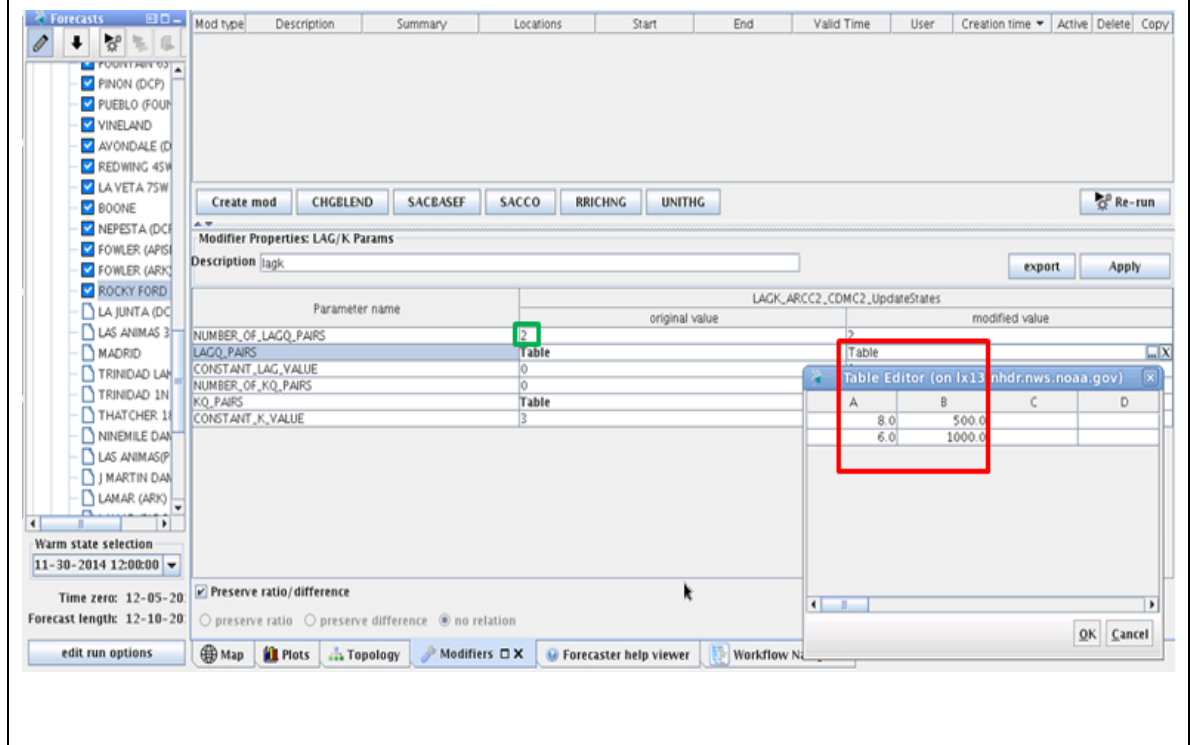 Forecasts
Mod type Description Summary Locations Start End Valid Time User Creation time Active Delete Copy
FOUNTAIN 63
PINON (DCP)
PUEBLO (FOUN
VINELAND
AVONDALE (D
REDWING 4SW
LA VETA 7SW
BOONE
NEPESTA (DCP
FOWLER (APISH
FOWLER (ARK)
ROCKY FORD
LA JUNTA (DC
LAS ANIMAS 3
MADRID
TRINIDAD LAK
TRINIDAD 1N
THATCHER 18
NINEMILE DAM
LAS ANIMAS(P
J MARTIN DAM
LAMAR (ARK)
Warm state selection
11-30-2014 12:00:00
Time zero: 12-05-20
Forecast length: 12-10-20
edit run options
Create mod CHGBLEND SACBASEF SACCO RRICHNG UNITHG Re-run
Modifier Properties: LAG/K Params
Description lagk export Apply
Parameter name LAGK_ARCC2_CDMC2_UpdateStates
original value modified value
NUMBER_OF_LAGQ_PAIRS 2 2
LAGQ_PAIRS Table Table ... X
CONSTANT_LAG_VALUE 0
NUMBER_OF_KQ_PAIRS 0
KQ_PAIRS Table
CONSTANT_K_VALUE 3
Table Editor (on lx13.nhdr.nws.noaa.gov)
A B C D
8.0 500.0
6.0 1000.0
OK Cancel
Preserve ratio/difference
preserve ratio preserve difference no relation
Map Plots Topology Modifiers X Forecaster help viewer Workflow Na